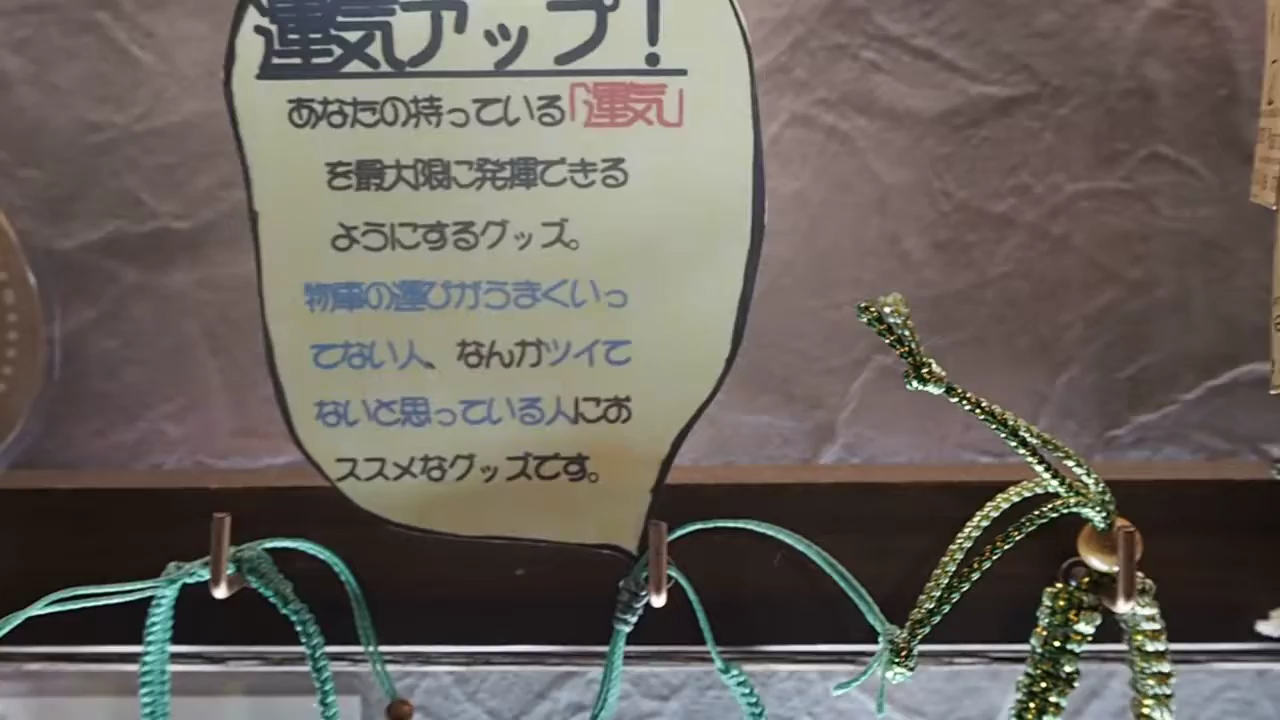 運気アップ!
あなたの持っている「運気」
を最大限に発揮できる
ようにするグッズ。
物事の運びがうまくいっ
てない人、なんかツイて
ないと思っている人にお
ススメなグッズです。